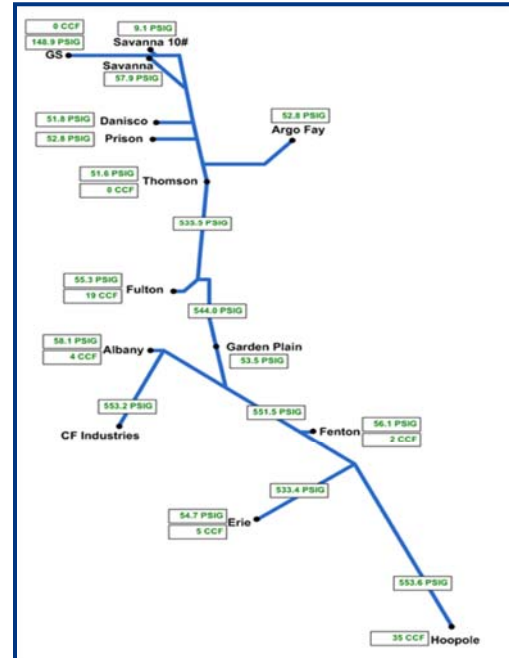 0 CCF
9.1 PSIG
148.9 PSIG
Savanna 10#
GS
Savanna
57.9 PSIG
51.8 PSIG
Danisco
52.8 PSIG
Prison
52.8 PSIG
Argo Fay
51.6 PSIG
Thomson
0 CCF
535.5 PSIG
55.3 PSIG
Fulton
19 CCF
544.0 PSIG
58.1 PSIG
Albany
4 CCF
Garden Plain
53.5 PSIG
553.2 PSIG
CF Industries
551.5 PSIG
56.1 PSIG
Fenton
2 CCF
533.4 PSIG
54.7 PSIG
Erie
5 CCF
553.6 PSIG
35 CCF
Hoopole